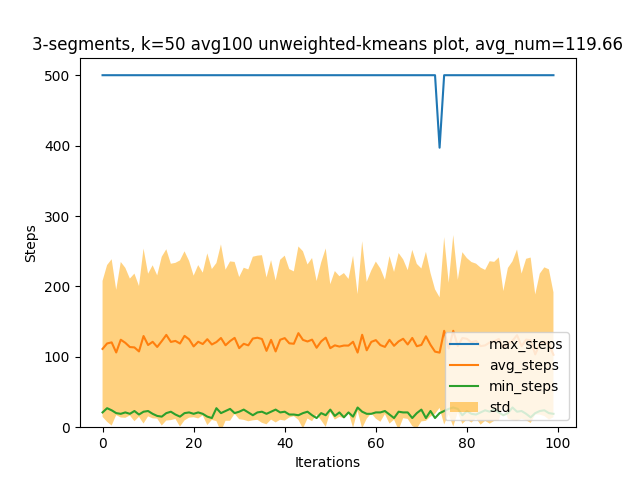 3-segments, k=50 avg100 unweighted-kmeans plot, avg_num=119.66
500
400
300
200
100
0
Steps
0 20 40 60 80 100
Iterations
max_steps
avg_steps
min_steps
std